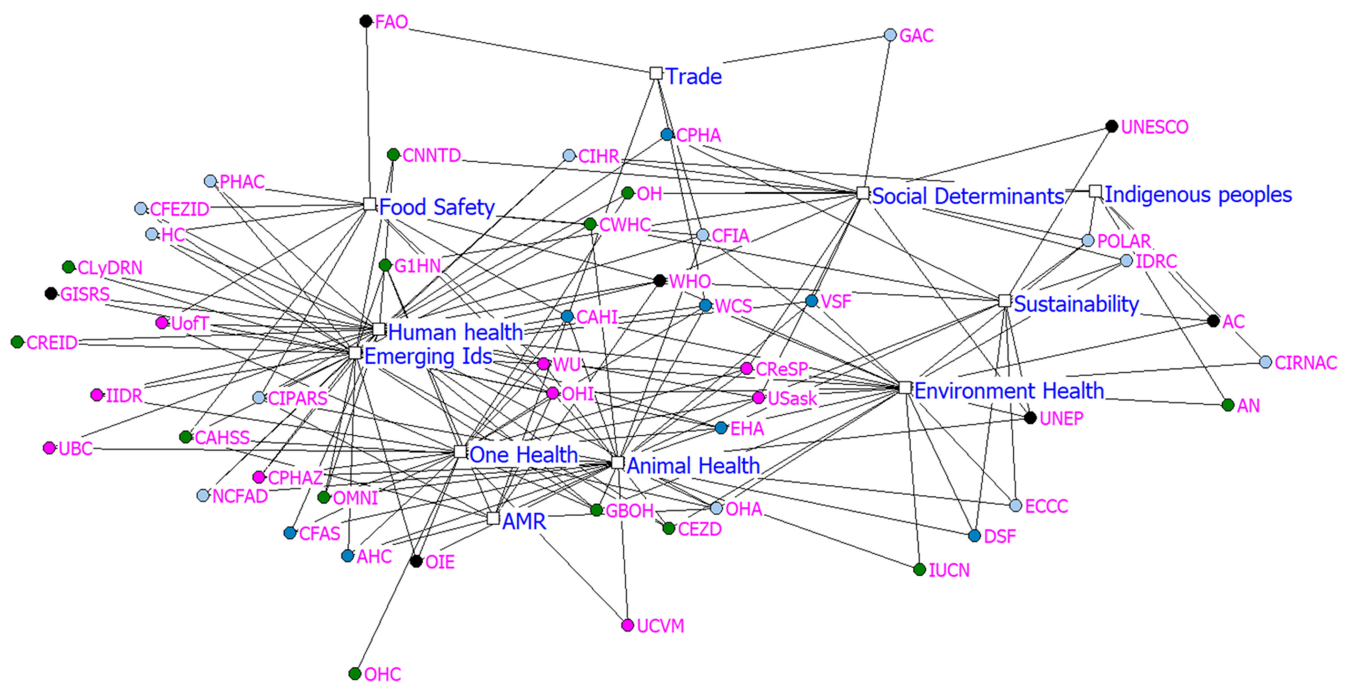 FAO
GAC
Trade
UNESCO
CPHA
CNNTD
CIHR
PHAC
OH
Social Determinants
Indigenous peoples
CFEZID
Food Safety
HC
CWHC
CFIA
POLAR
CLyDRN
G1HN
IDRC
GISRS
WHO
UofT
CAHI
WCS
VSF
Sustainability
AC
Human health
CREID
Emerging Ids
WU
CReSP
CIRNAC
IIDR
CIPARS
OHI
USask
Environment Health
AN
CAHSS
EHA
UNEP
UBC
One Health
Animal Health
CPHAZ
NCFAD
OMNI
AMR
GBOH
OHA
ECCC
CFAS
CEZD
DSF
AHC
OIE
IUCN
UCVM
OHC